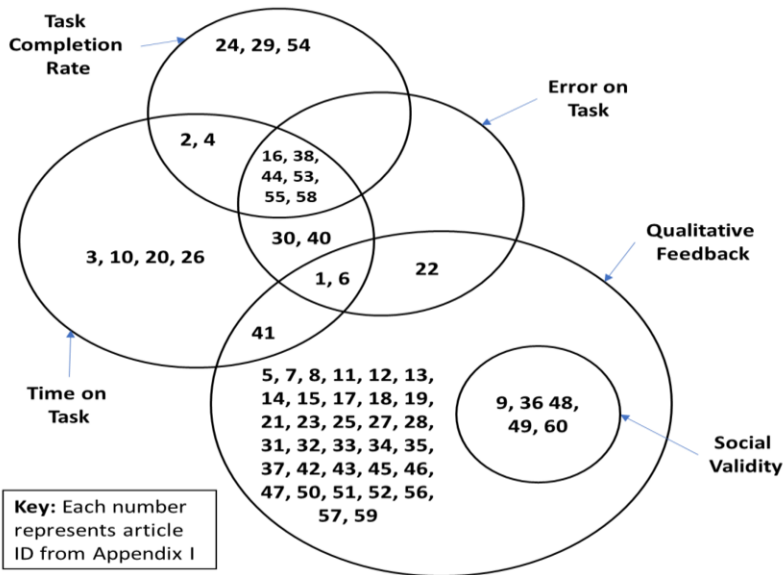 Task
Completion
Rate
24, 29, 54
Error on
Task
2, 4
16, 38,
44, 53,
55, 58
Qualitative
Feedback
30, 40
3, 10, 20, 26
22
1, 6
41
Time on
Task
5, 7, 8, 11, 12, 13,
14, 15, 17, 18, 19,
21, 23, 25, 27, 28,
31, 32, 33, 34, 35,
37, 42, 43, 45, 46,
47, 50, 51, 52, 56,
57, 59
9, 36 48,
49, 60
Social
Validity
Key: Each number
represents article
ID from Appendix I